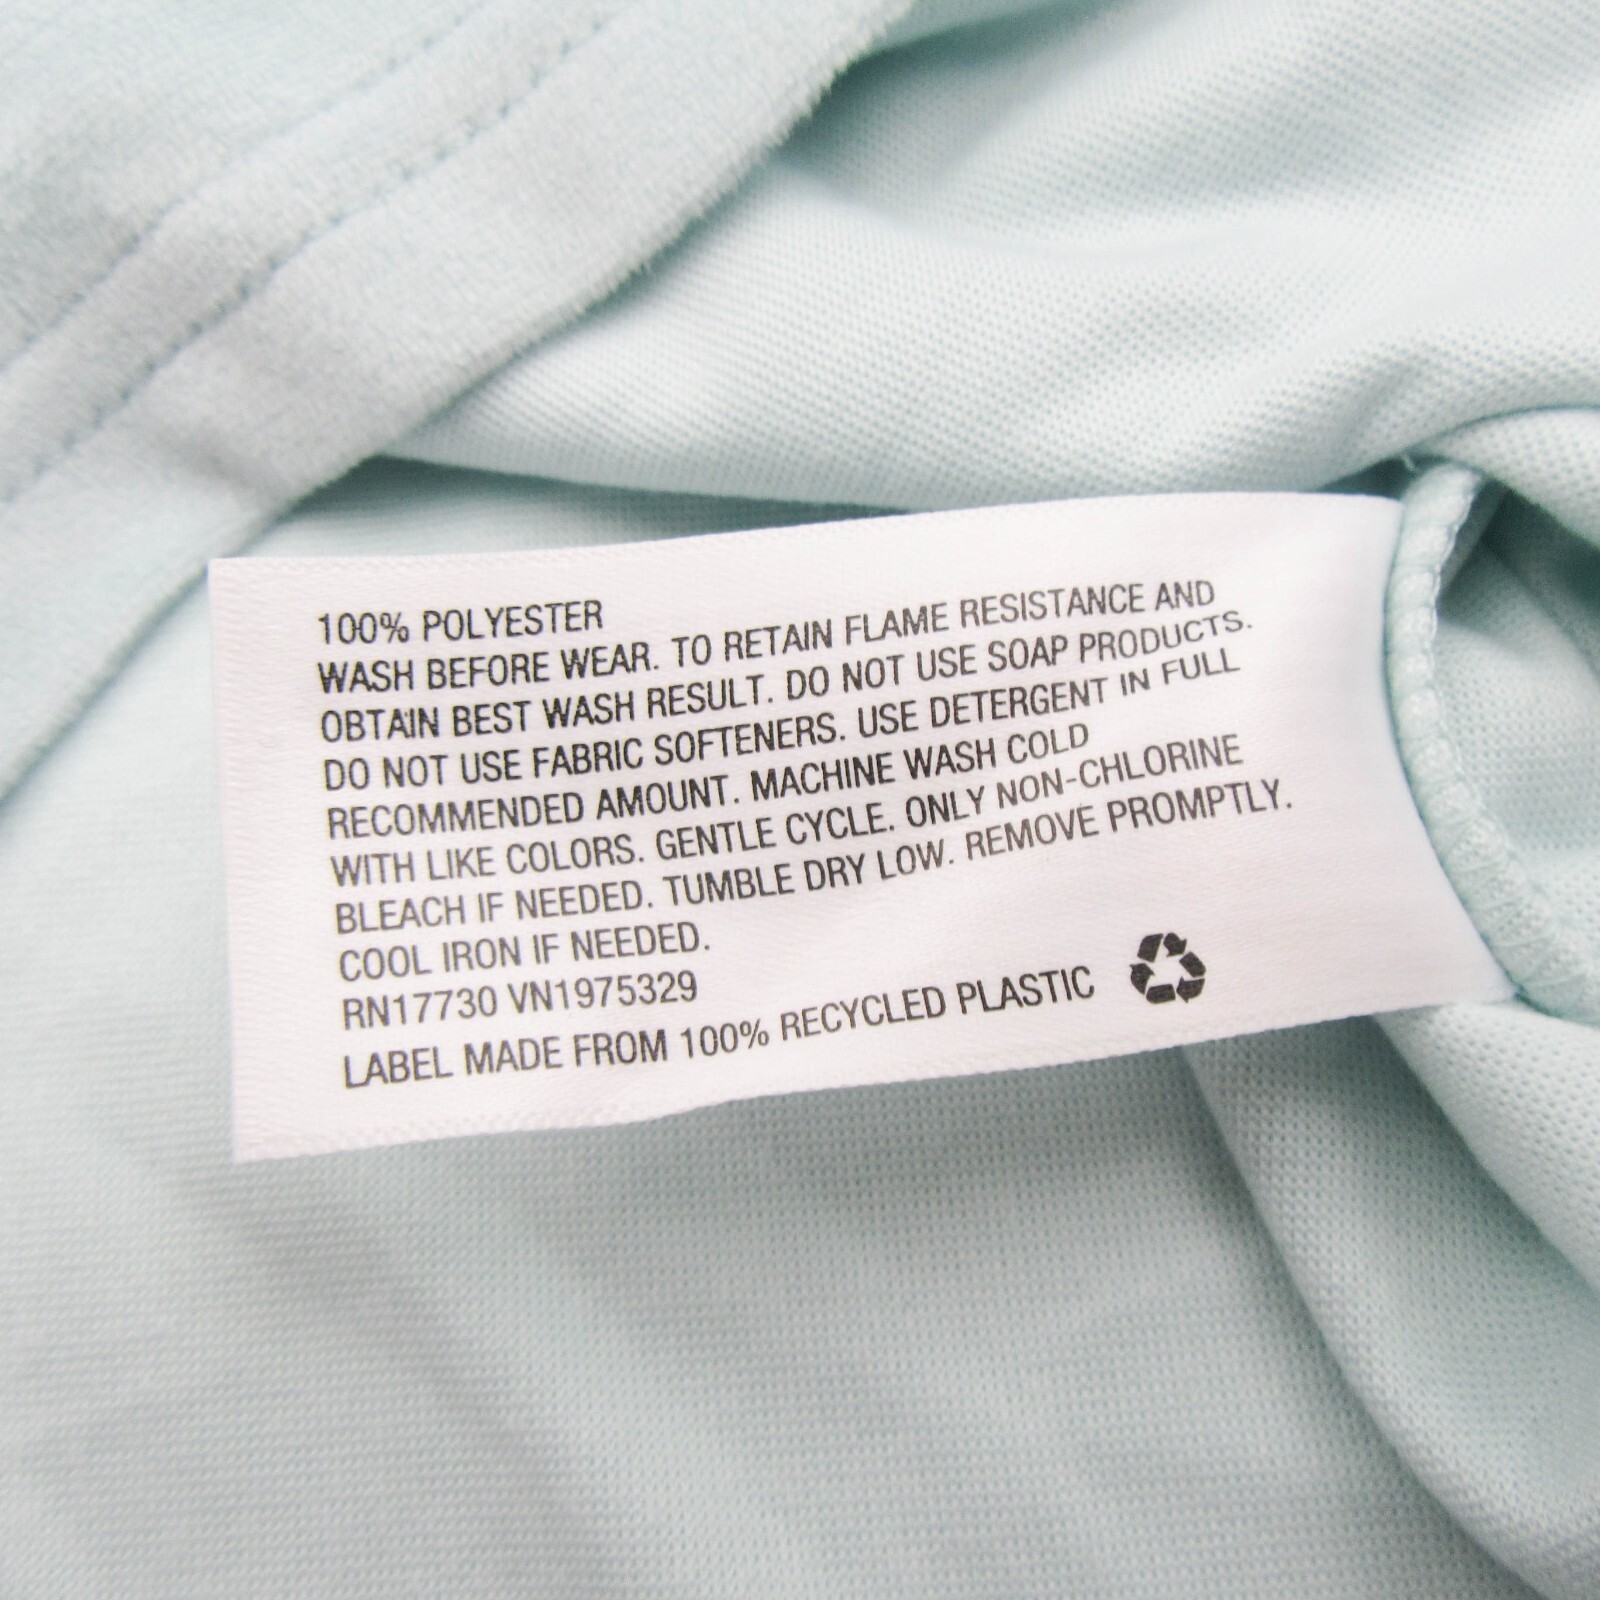 100% POLYESTER
WASH BEFORE WEAR. TO RETAIN FLAME RESISTANCE AND
OBTAIN BEST WASH RESULT. DO NOT USE SOAP PRODUCTS.
DO NOT USE FABRIC SOFTENERS. USE DETERGENT IN FULL
RECOMMENDED AMOUNT. MACHINE WASH COLD
WITH LIKE COLORS. GENTLE CYCLE. ONLY NON-CHLORINE
BLEACH IF NEEDED. TUMBLE DRY LOW. REMOVE PROMPTLY.
COOL IRON IF NEEDED.
RN17730 VN1975329
LABEL MADE FROM 100% RECYCLED PLASTIC